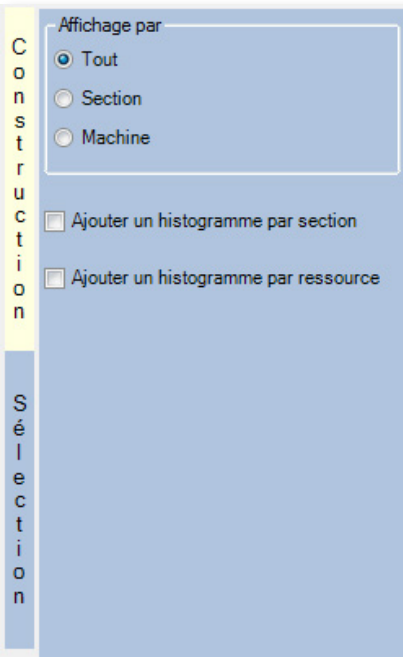 Construction
Affichage par
Tout
Section
Machine
Ajouter un histogramme par section
Ajouter un histogramme par ressource
Sélection